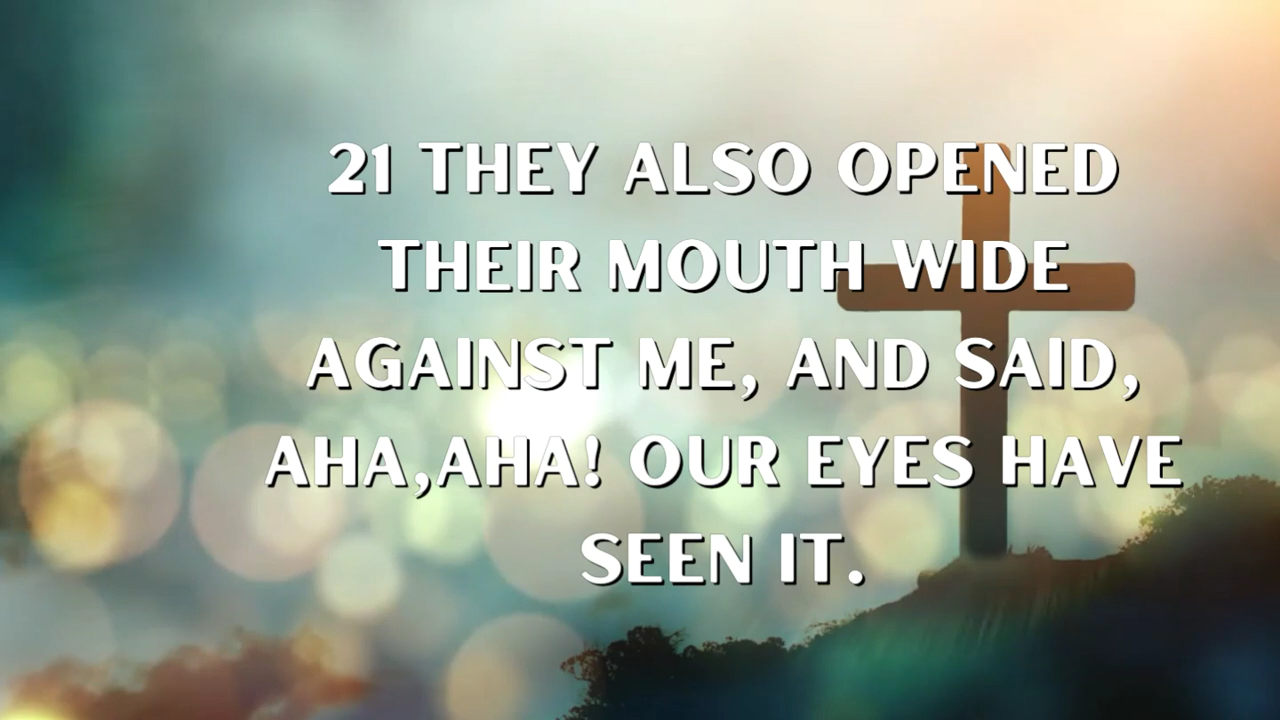 21 THEY ALSO OPENED
THEIR MOUTH WIDE
AGAINST ME, AND SAID,
AHA,AHA! OUR EYES HAVE
SEEN IT.